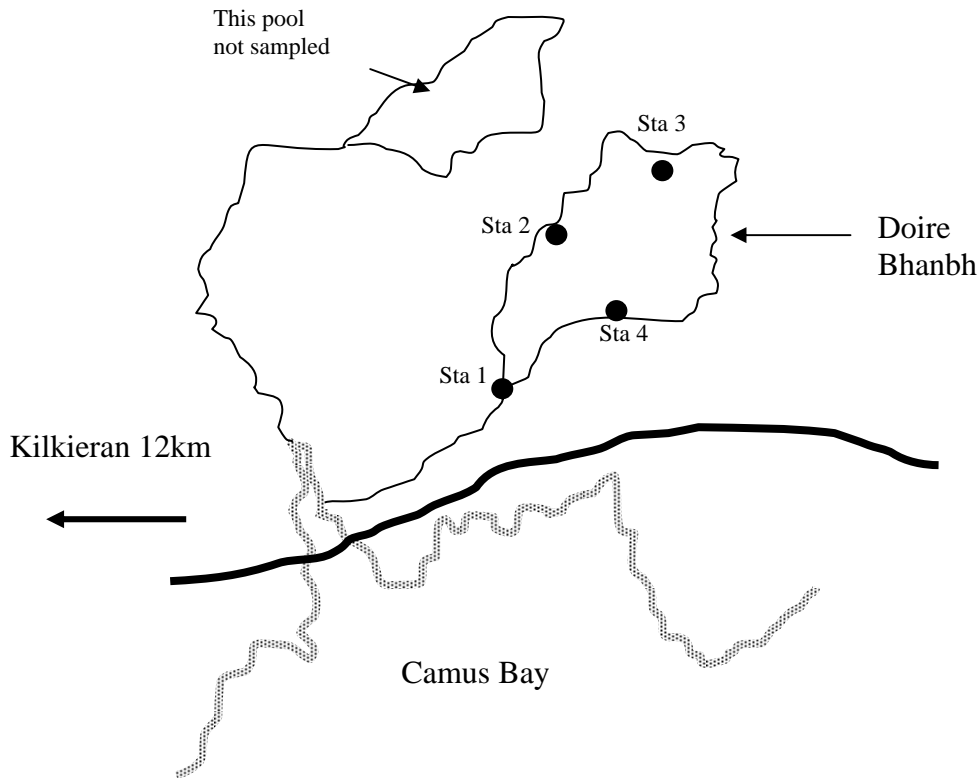 This pool
not sampled
Sta 3
Sta 2
Doire
Bhanbh
Sta 4
Sta 1
Kilkieran 12km
Camus Bay